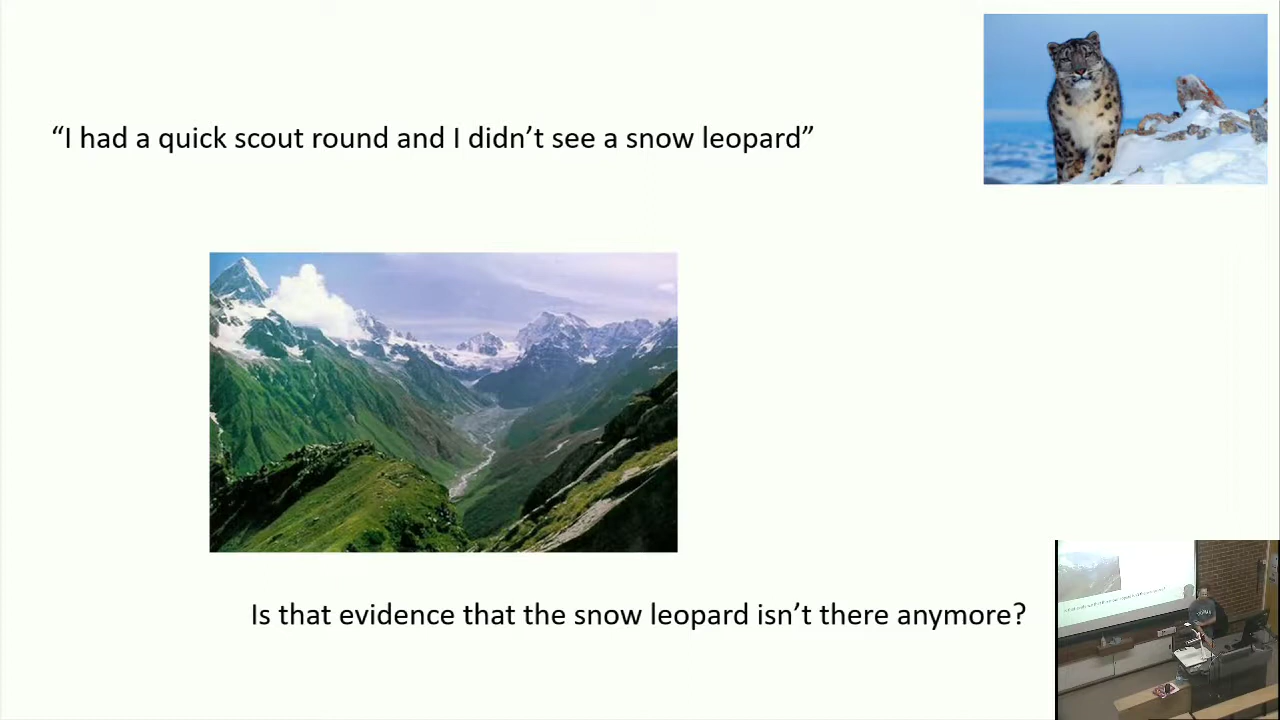 “I had a quick scout round and I didn’t see a snow leopard”
Is that evidence that the snow leopard isn’t there anymore?